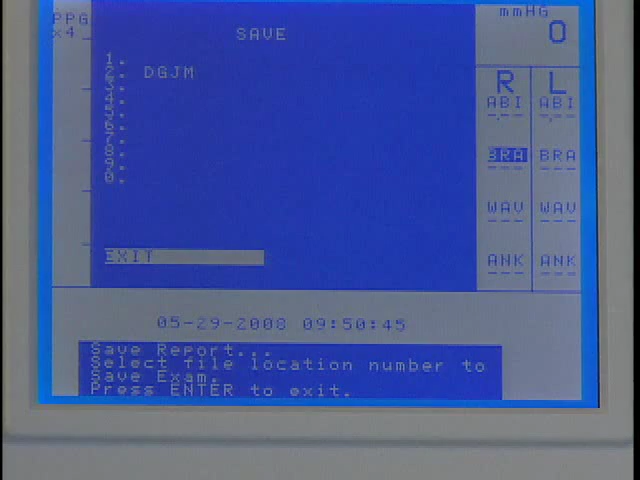 PPG
x4
SAVE
1.
2. DGJM
3.
4.
5.
6.
7.
8.
9.
0.
EXIT
mmHG
0
R L
ABI ABI
--.-- --.--
BRA BRA
--- ---
WAV WAV
--- ---
ANK ANK
--- ---
05-29-2008 09:50:45
Save Report...
Select file location number to
Save Exam.
Press ENTER to exit.